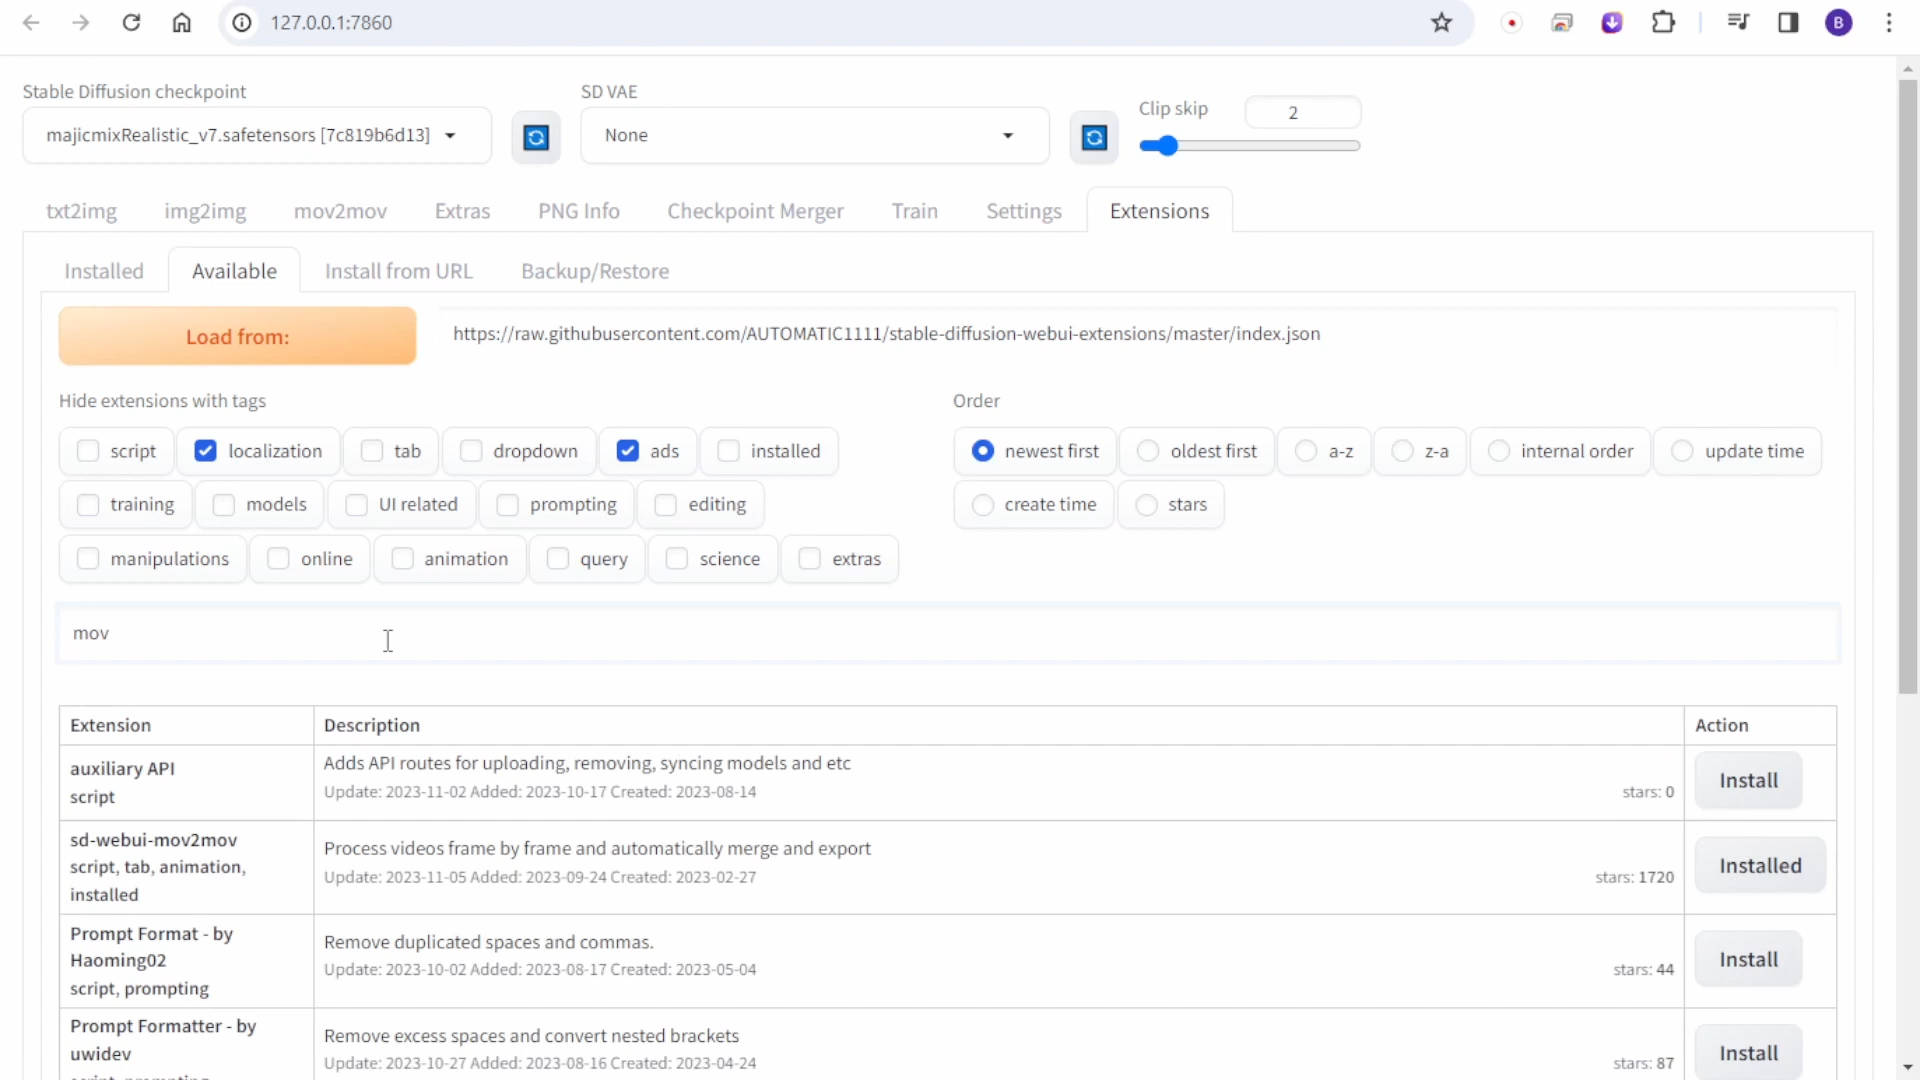 127.0.0.1:7860
B
Stable Diffusion checkpoint
majicmixRealistic_v7.safetensors [7c819b6d13]
SD VAE
None
Clip skip
2
txt2img img2img mov2mov Extras PNG Info Checkpoint Merger Train Settings Extensions
Installed Available Install from URL Backup/Restore
Load from:
https://raw.githubusercontent.com/AUTOMATIC1111/stable-diffusion-webui-extensions/master/index.json
Hide extensions with tags
script localization tab dropdown ads installed
training models UI related prompting editing
manipulations online animation query science extras
Order
newest first oldest first a-z z-a internal order update time
create time stars
mov
Extension Description Action
auxiliary API
script
Adds API routes for uploading, removing, syncing models and etc
Update: 2023-11-02 Added: 2023-10-17 Created: 2023-08-14
stars: 0
Install
sd-webui-mov2mov
script, tab, animation,
installed
Process videos frame by frame and automatically merge and export
Update: 2023-11-05 Added: 2023-09-24 Created: 2023-02-27
stars: 1720
Installed
Prompt Format - by
Haoming02
script, prompting
Remove duplicated spaces and commas.
Update: 2023-10-02 Added: 2023-08-17 Created: 2023-05-04
stars: 44
Install
Prompt Formatter - by
uwidev
script, prompting
Remove excess spaces and convert nested brackets
Update: 2023-10-27 Added: 2023-08-16 Created: 2023-04-24
stars: 87
Install